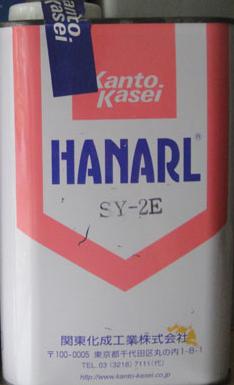 Kanto
Kasei
Kanto
Kasei
HANARL®
SY-2E
関東化成工業株式会社
〒100-0005 東京都千代田区丸の内1-8-1
TEL.03 (3216) 7111(代)
http://www.kanto-kasei.co.jp